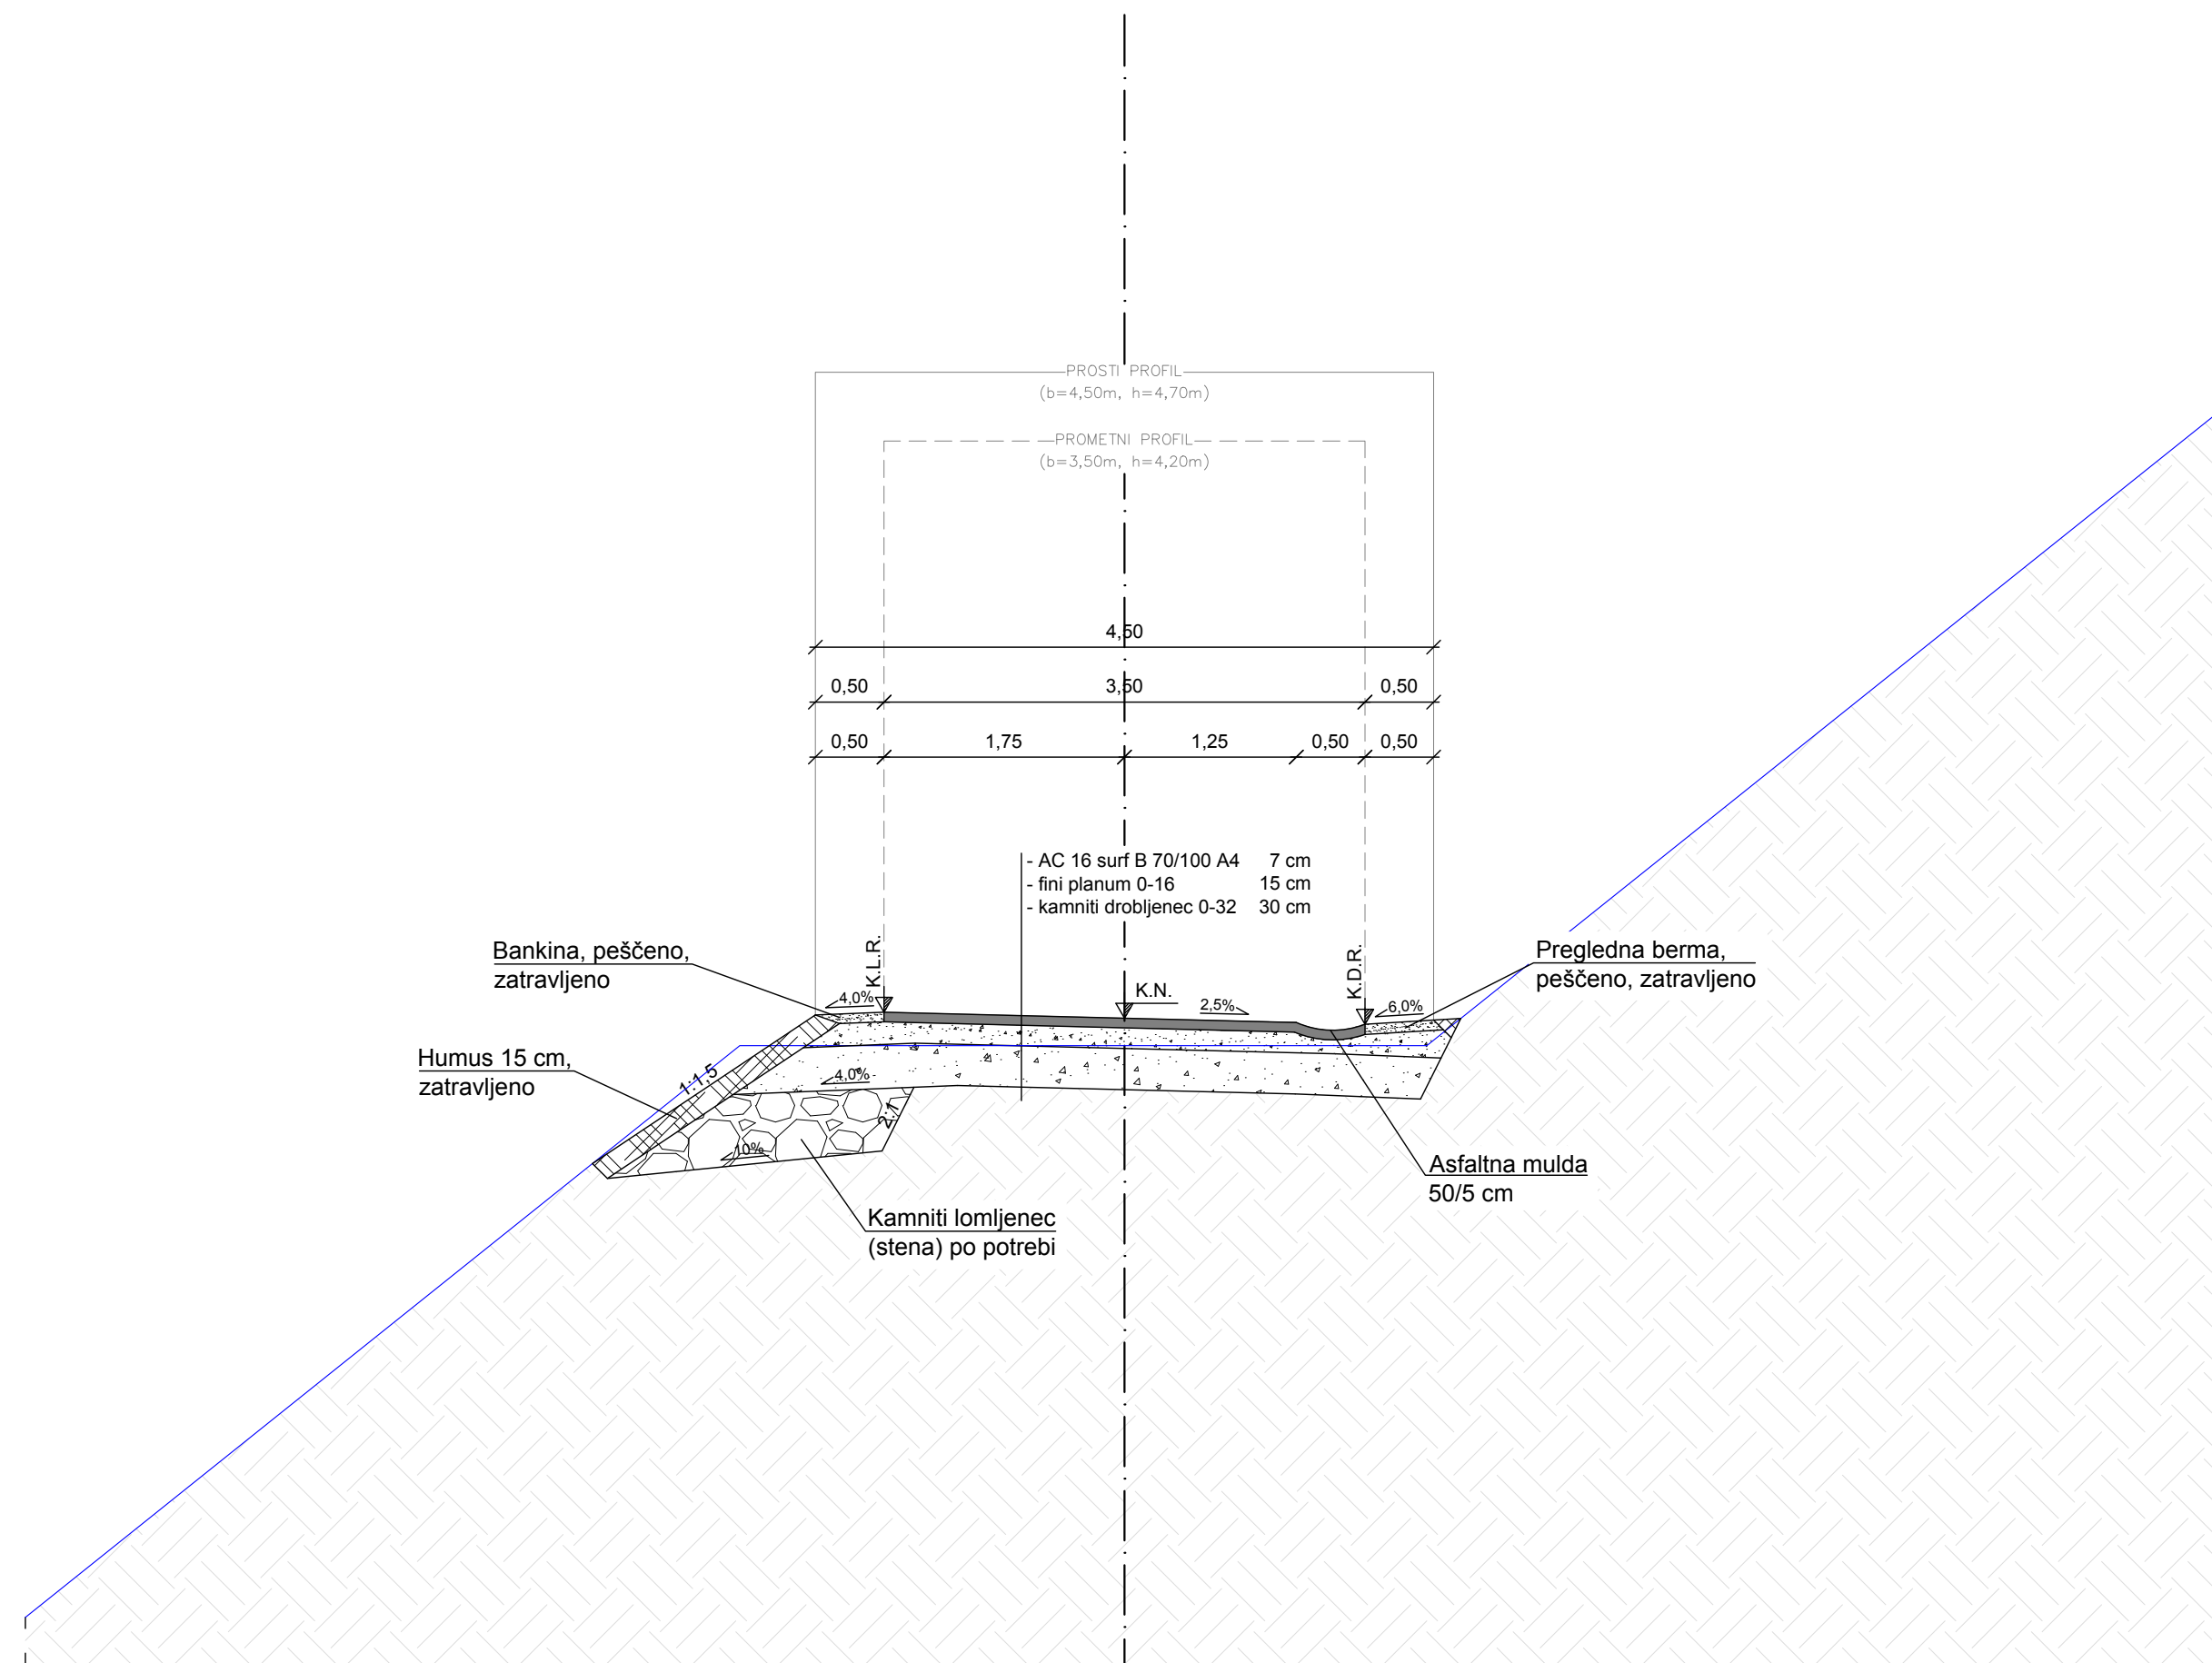 PROSTI PROFIL
(b=4,50m, h=4,70m)
PROMETNI PROFIL
(b=3,50m, h=4,20m)
4,50
0,50 3,50 0,50
0,50 1,75 1,25 0,50 0,50
- AC 16 surf B 70/100 A4 7 cm
- fini planum 0-16 15 cm
- kamniti drobljenec 0-32 30 cm
Bankina, peščeno,
zatravljeno
K.L.R.
K.D.R.
Pregledna berma,
peščeno, zatravljeno
4,0%
K.N.
2,5%
6,0%
Humus 15 cm,
zatravljeno
1:1,5
4,0%
2:1
10%
Asfaltna mulda
50/5 cm
Kamniti lomljenec
(stena) po potrebi